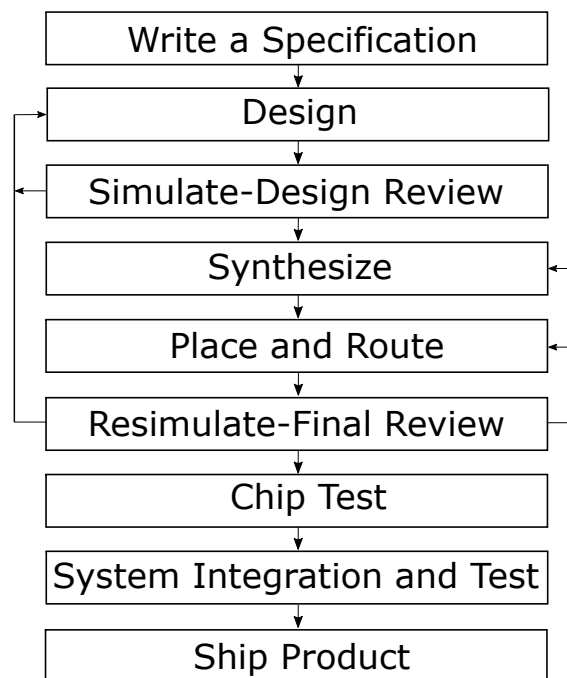 Write a Specification
Design
Simulate-Design Review
Synthesize
Place and Route
Resimulate-Final Review
Chip Test
System Integration and Test
Ship Product